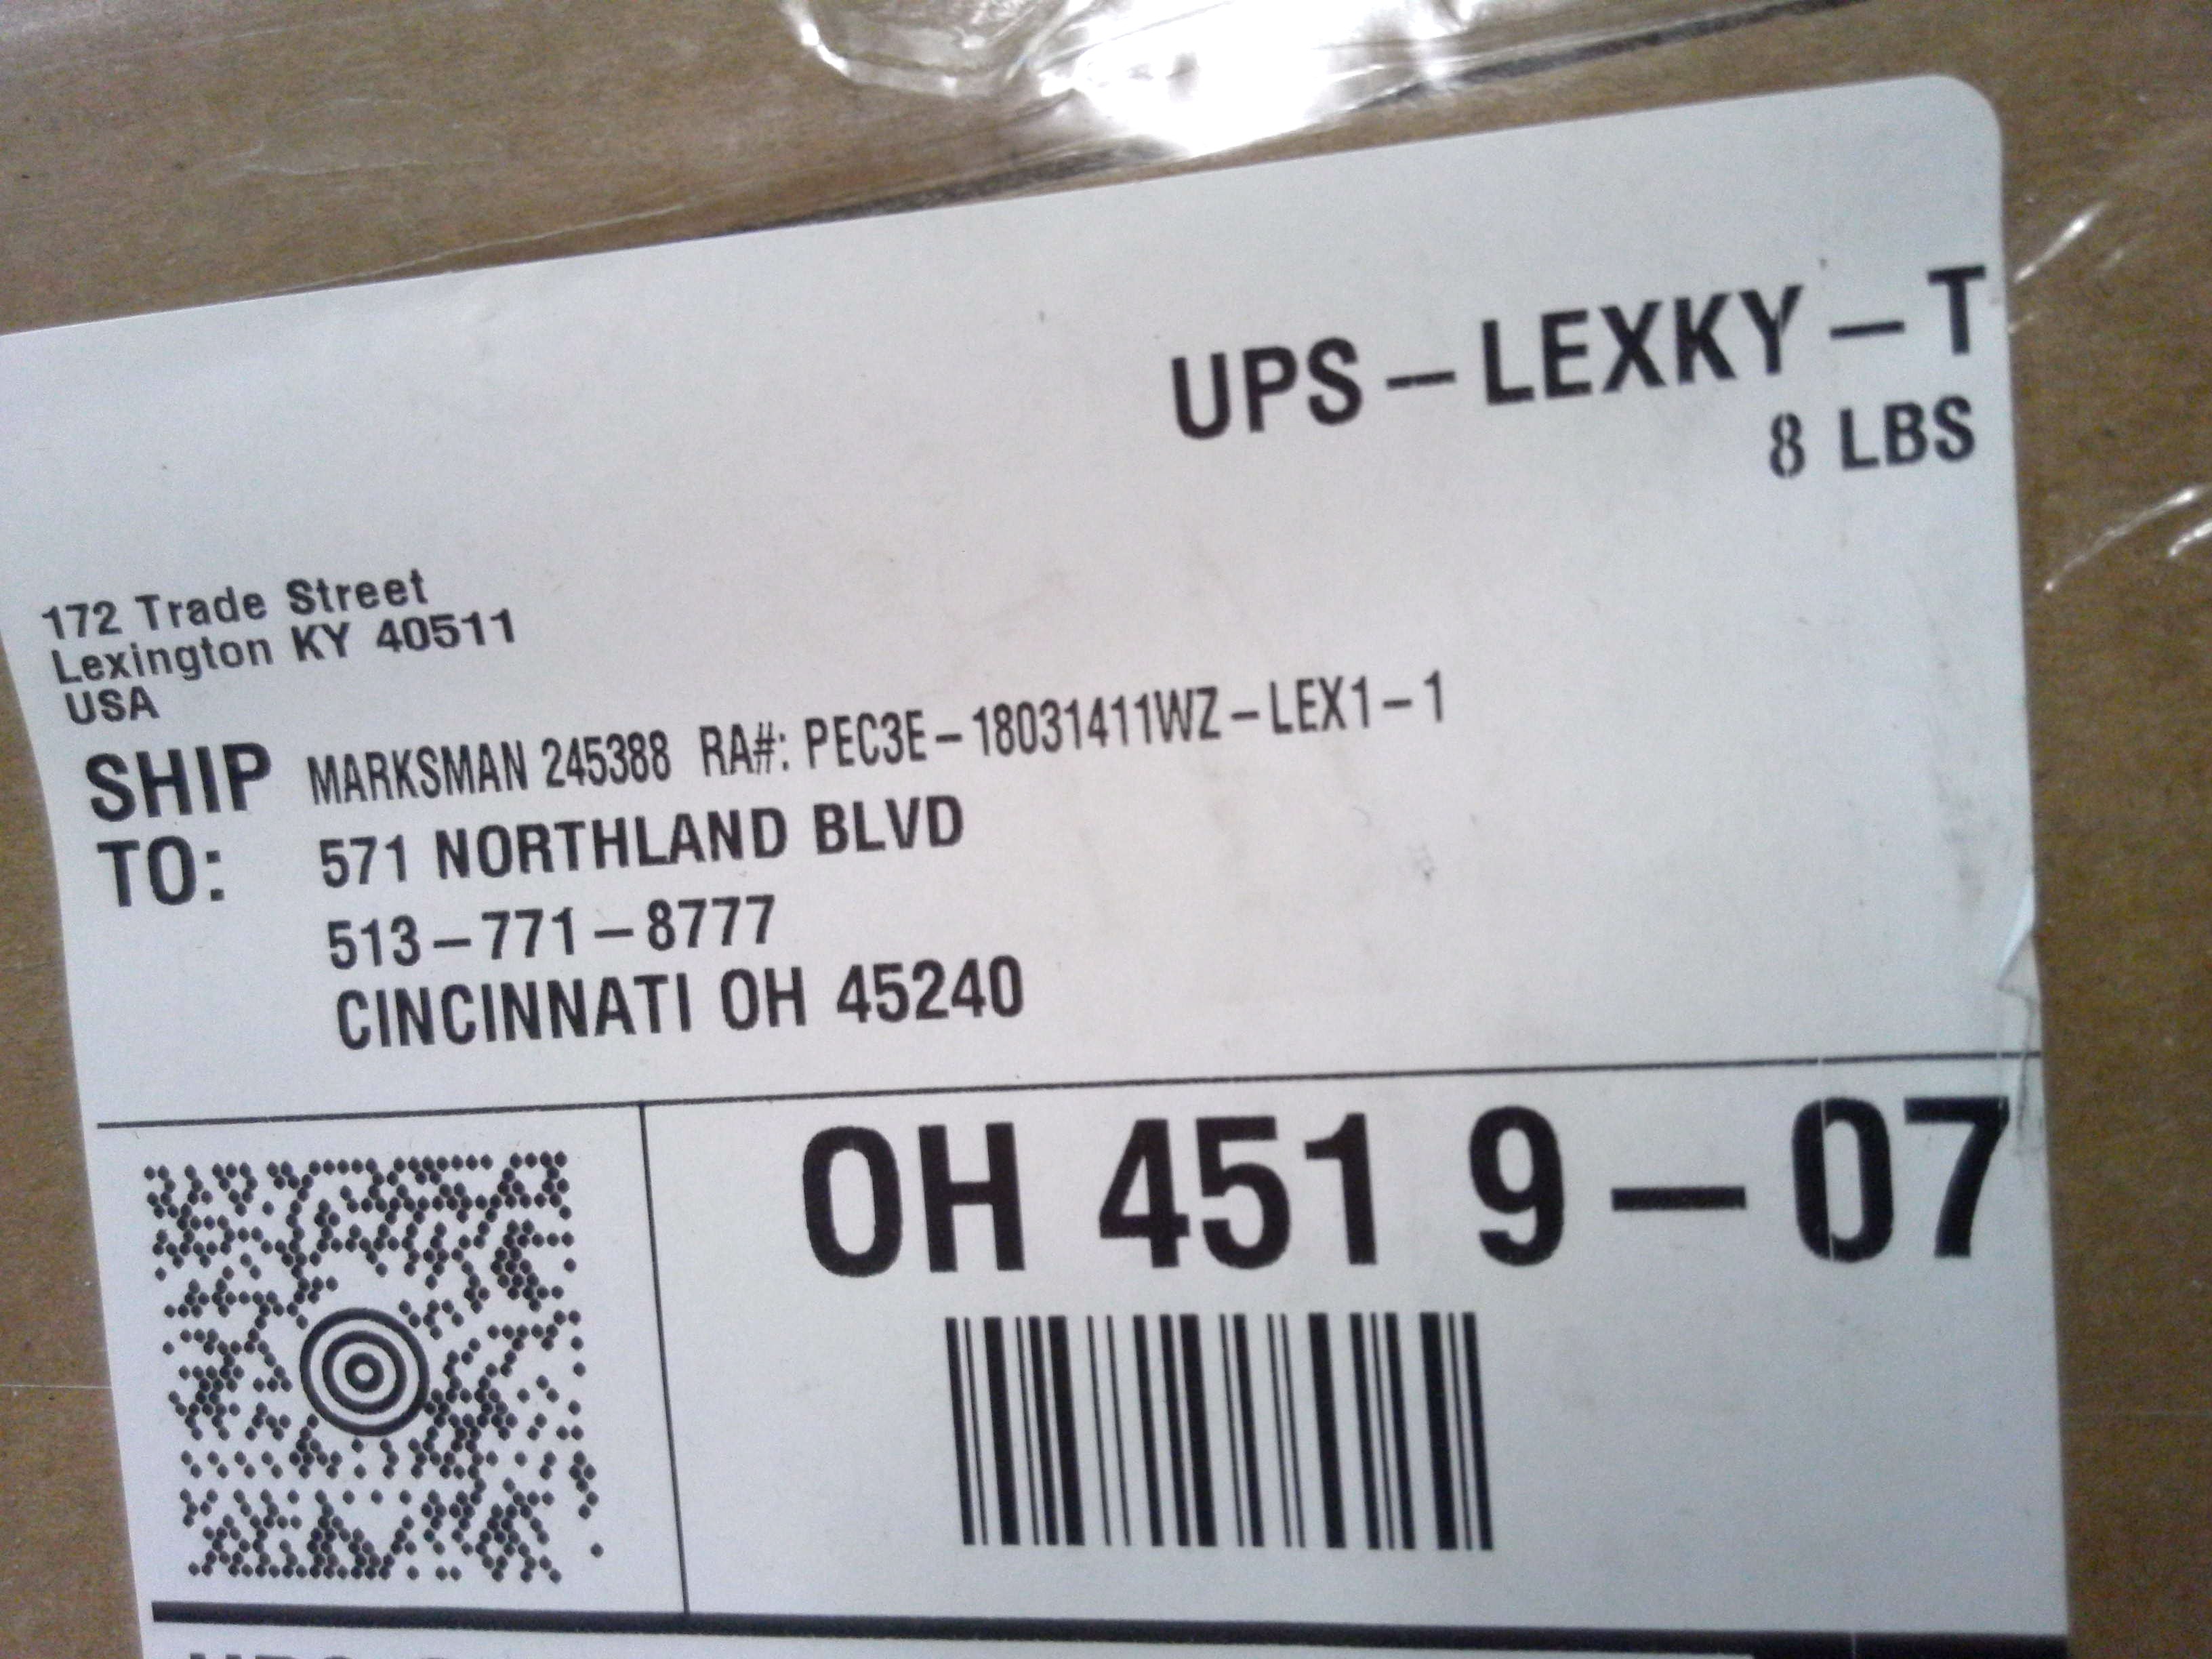 UPS-LEXKY-T
8 LBS
172 Trade Street
Lexington KY 40511
USA
SHIP TO:
MARKSMAN 245388 RA#: PEC3E-18031411WZ-LEX1-1
571 NORTHLAND BLVD
513-771-8777
CINCINNATI OH 45240
OH 451 9-07